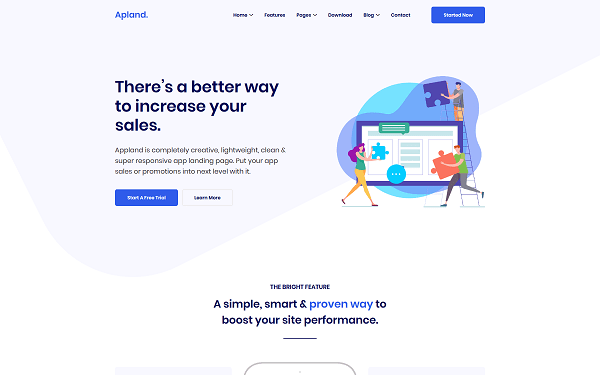 Apland.
Home Features Pages Download Blog Contact Started Now
There's a better way
to increase your
sales.
Appland is completely creative, lightweight, clean &
super responsive app landing page. Put your app
sales or promotions into next level with it.
Start A Free Trial Learn More
THE BRIGHT FEATURE
A simple, smart & proven way to
boost your site performance.